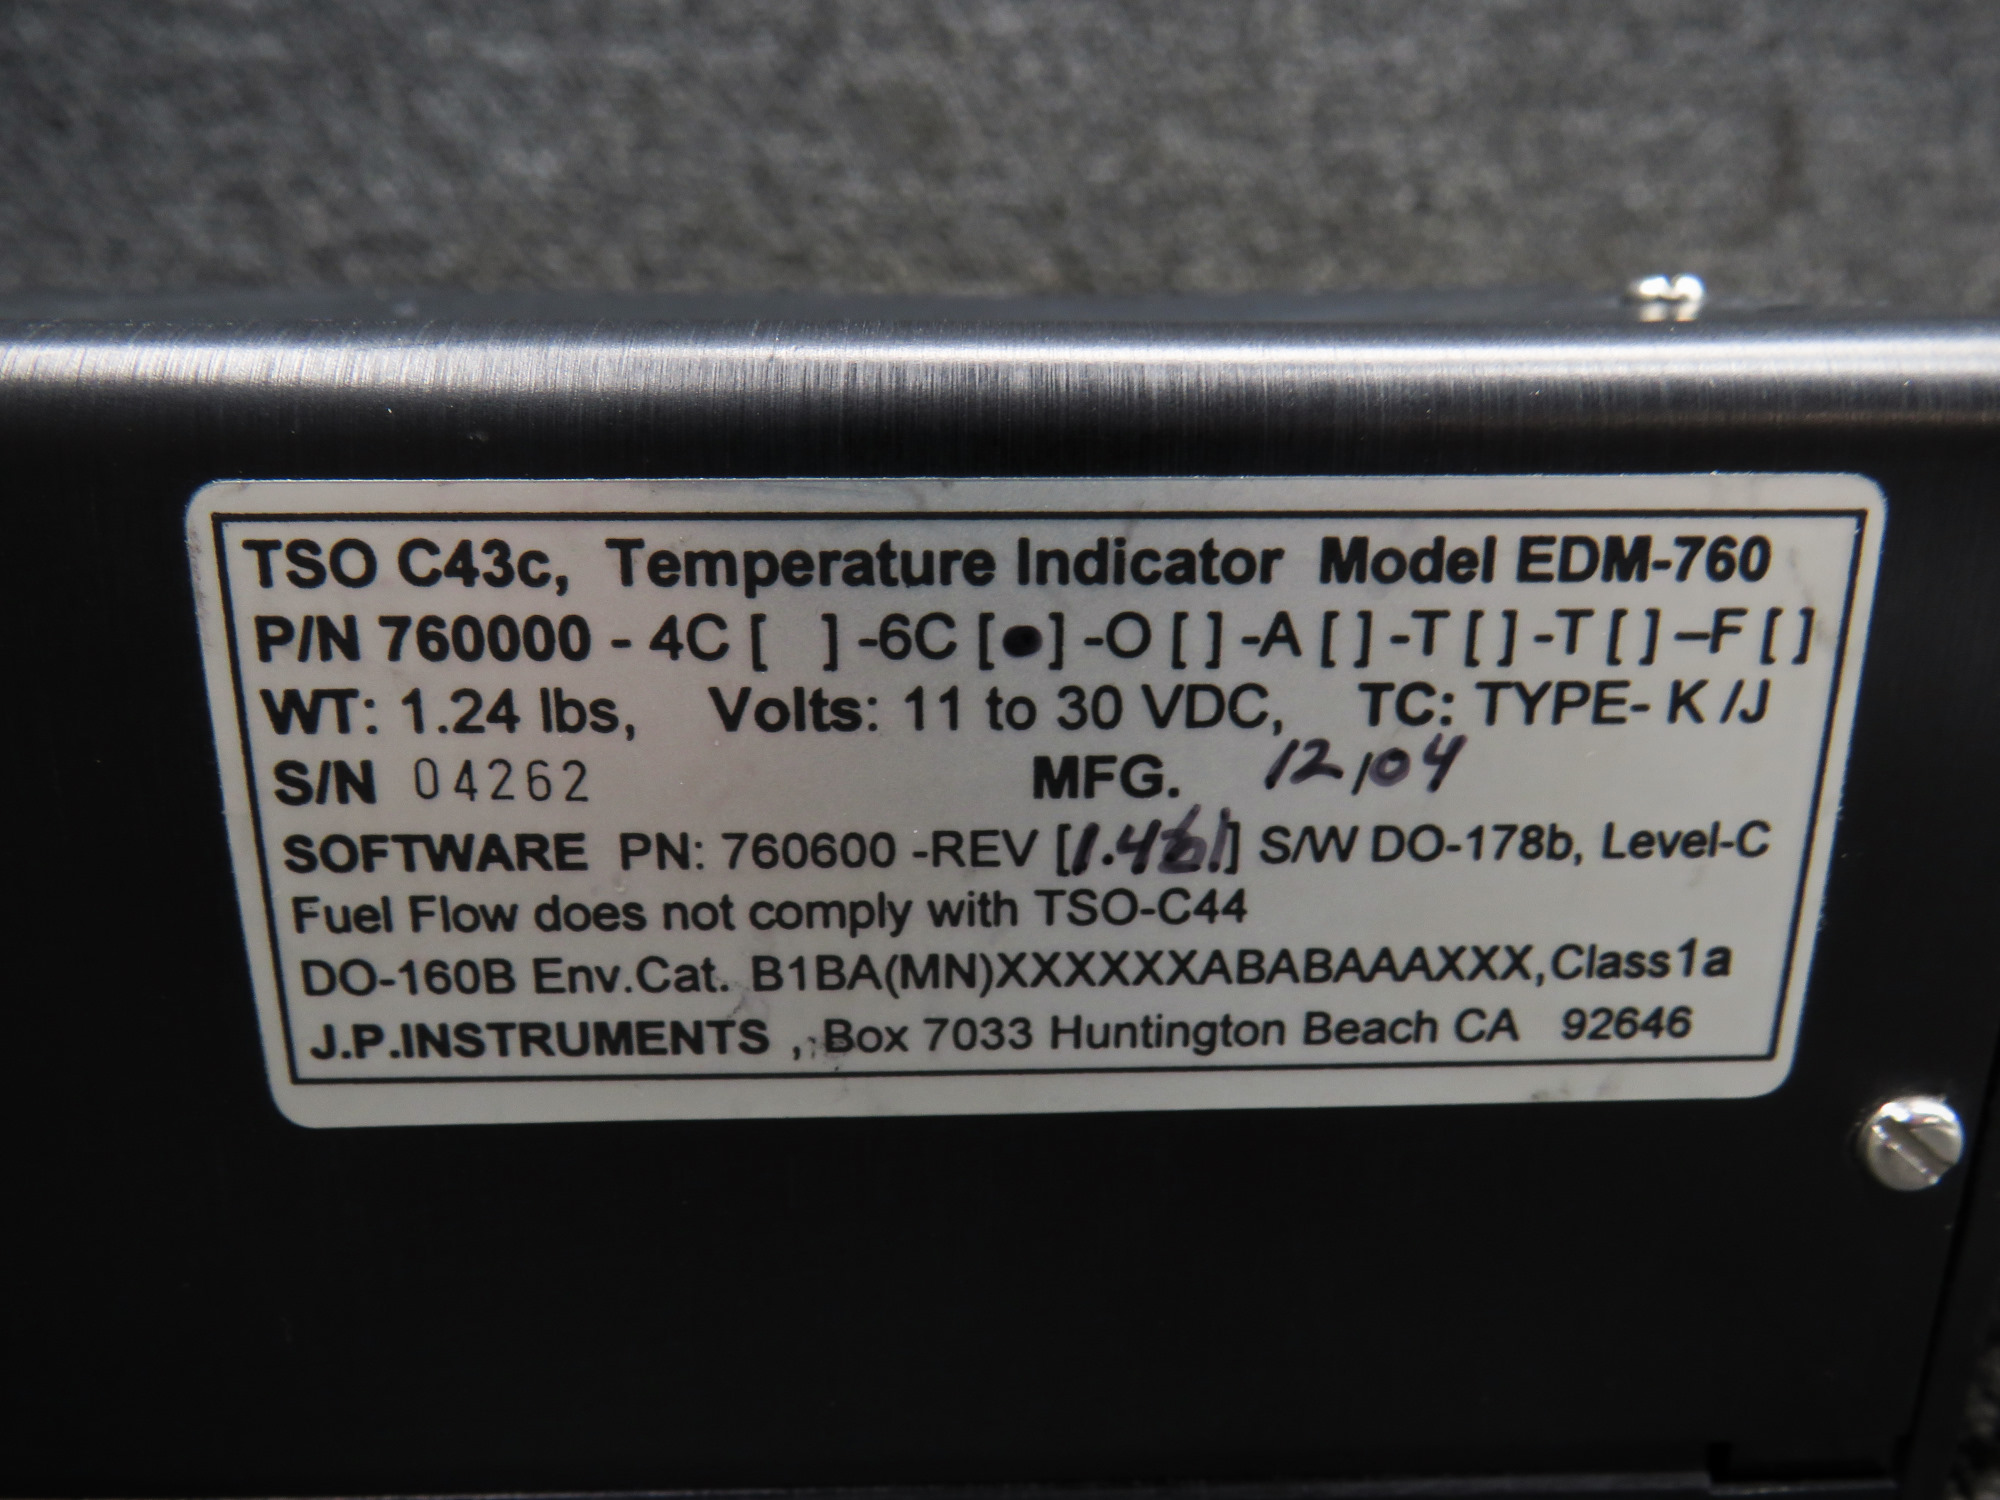 TSO C43c, Temperature Indicator Model EDM-760
P/N 760000 - 4C [ ] -6C [●] -O [ ] -A [ ] -T [ ] -T [ ] –F [ ]
WT: 1.24 lbs, Volts: 11 to 30 VDC, TC: TYPE- K /J
S/N 04262 MFG. 12/04
SOFTWARE PN: 760600 -REV [ ] S/W DO-178b, Level-C
Fuel Flow does not comply with TSO-C44
DO-160B Env.Cat. B1BA(MN)XXXXXXABABAAAXXX,Class1a
J.P.INSTRUMENTS , Box 7033 Huntington Beach CA 92646